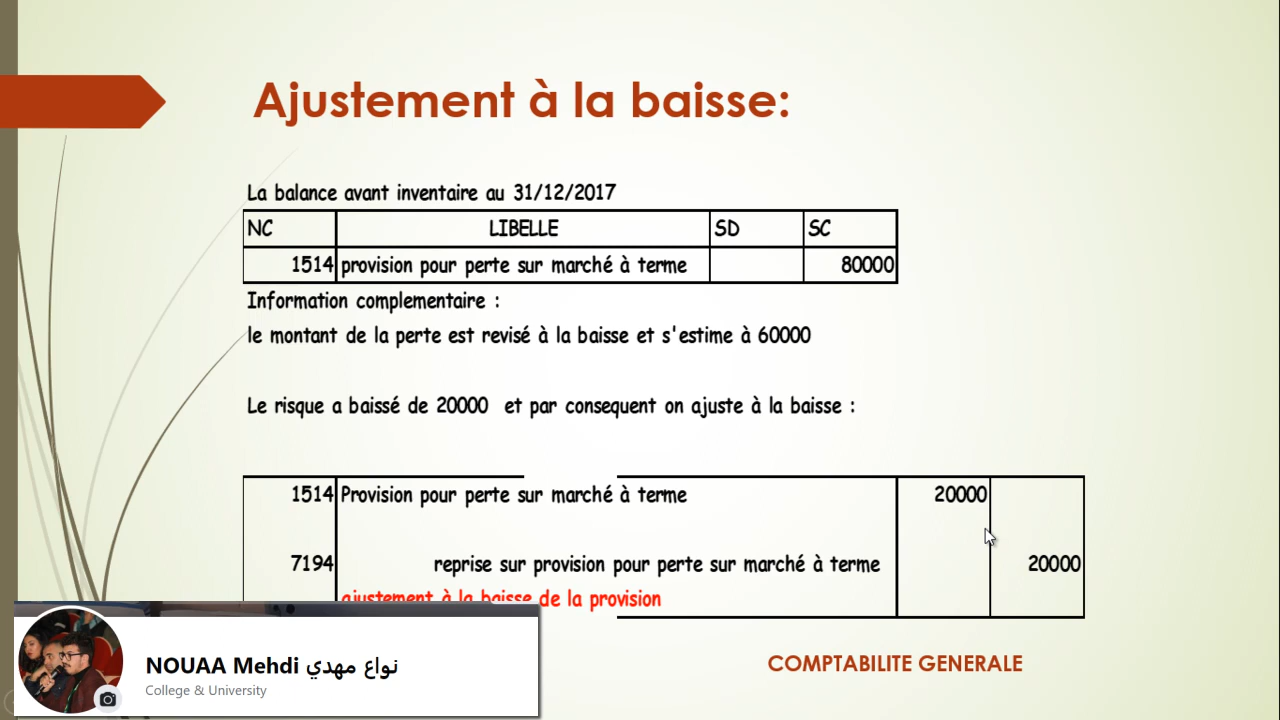 Ajustement à la baisse:
La balance avant inventaire au 31/12/2017
NC LIBELLE SD SC
1514 provision pour perte sur marché à terme 80000
Information complementaire :
le montant de la perte est revisé à la baisse et s'estime à 60000
Le risque a baissé de 20000 et par consequent on ajuste à la baisse :
1514 Provision pour perte sur marché à terme 20000
7194 reprise sur provision pour perte sur marché à terme 20000
ajustement à la baisse de la provision
NOUAA Mehdi نواع مهدي
College & University
COMPTABILITE GENERALE